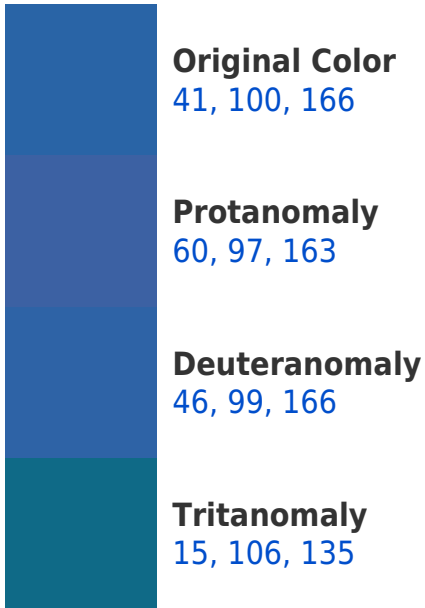 Original Color
41, 100, 166
Protanomaly
60, 97, 163
Deuteranomaly
46, 99, 166
Tritanomaly
15, 106, 135